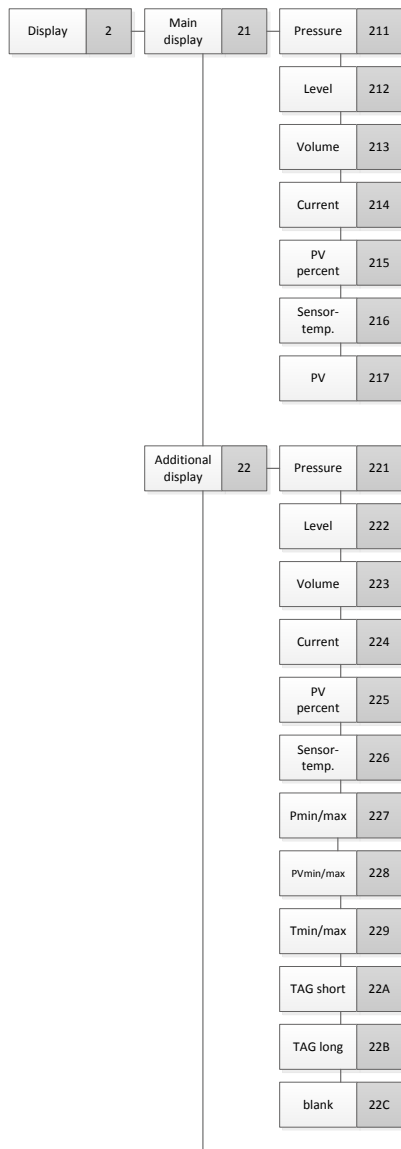 Display 2 Main display 21 Pressure 211
Level 212
Volume 213
Current 214
PV percent 215
Sensor-temp. 216
PV 217
Additional display 22 Pressure 221
Level 222
Volume 223
Current 224
PV percent 225
Sensor-temp. 226
Pmin/max 227
PVmin/max 228
Tmin/max 229
TAG short 22A
TAG long 22B
blank 22C